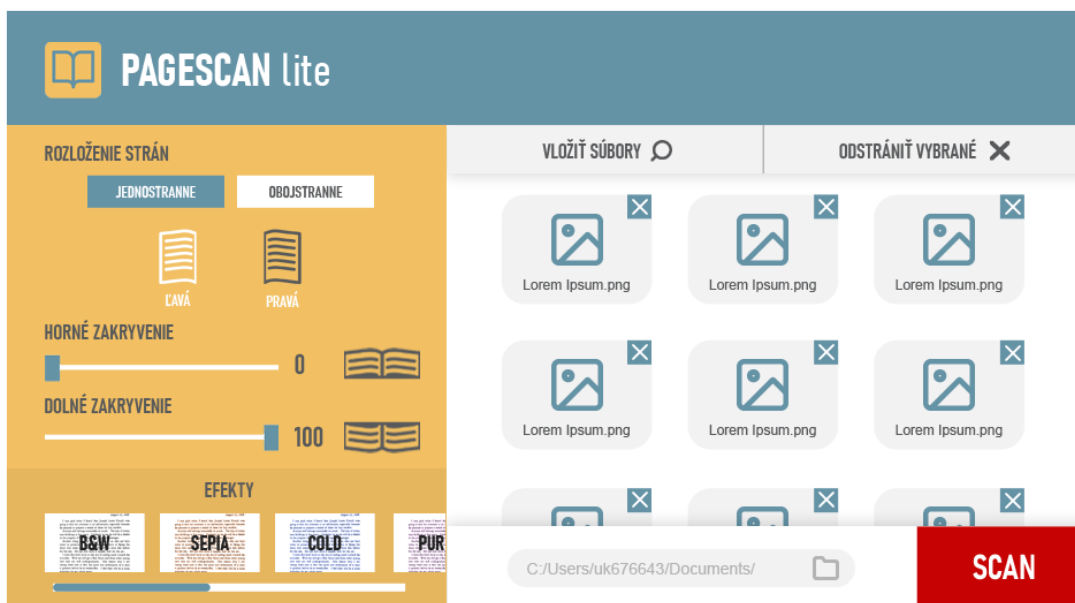 PAGESCAN lite
ROZLOŽENIE STRÁN
JEDNOSTRANNE
OBOJSTRANNE
ĽAVÁ
PRAVÁ
HORNÉ ZAKRYVENIE
0
DOLNÉ ZAKRYVENIE
100
EFEKTY
B&W
SEPIA
COLD
PUR
VLOŽIŤ SÚBORY
ODSTRÁNIŤ VYBRANÉ
Lorem Ipsum.png
Lorem Ipsum.png
Lorem Ipsum.png
Lorem Ipsum.png
Lorem Ipsum.png
Lorem Ipsum.png
C:/Users/uk676643/Documents/
SCAN